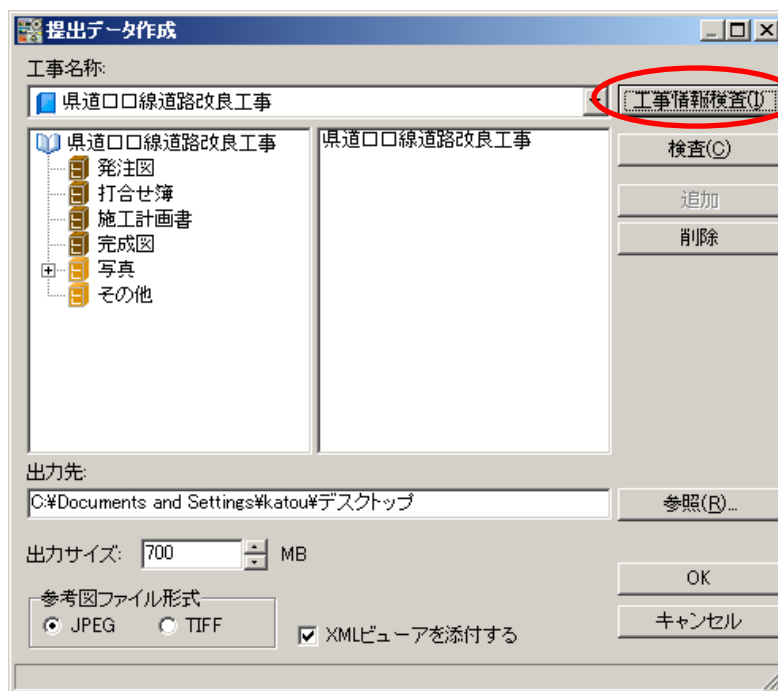 提出データ作成
工事名称:
県道口口線道路改良工事
工事情報検査(I)
県道口口線道路改良工事
発注図
打合せ簿
施工計画書
完成図
写真
その他
県道口口線道路改良工事
検査(C)
追加
削除
出力先:
C:¥Documents and Settings¥katou¥デスクトップ
参照(R)...
出力サイズ: 700 MB
参考図ファイル形式
JPEG TIFF
XMLビューアを添付する
OK
キャンセル